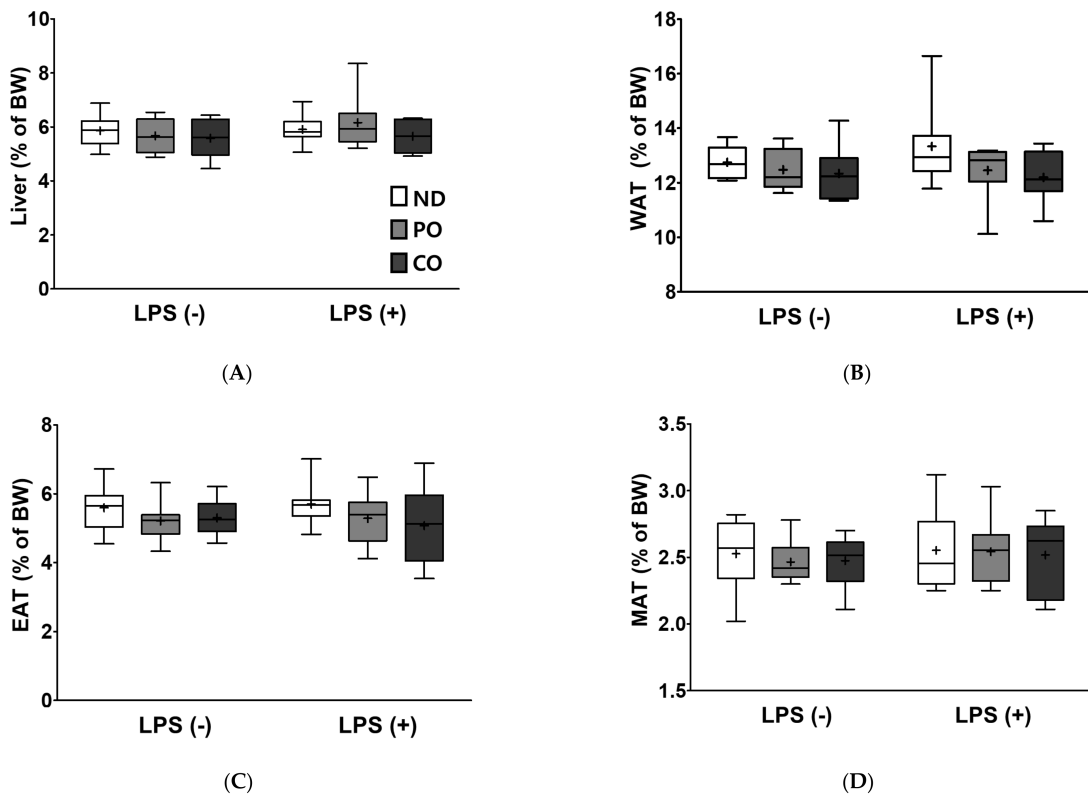 (A)
Liver (% of BW)
10
8
6
4
2
0
ND
PO
CO
LPS (-)
LPS (+)
(B)
WAT (% of BW)
18
16
14
12
10
8
LPS (-)
LPS (+)
(A)
(B)
EAT (% of BW)
8
6
4
2
0
LPS (-)
LPS (+)
(C)
MAT (% of BW)
3.5
3.0
2.5
2.0
1.5
LPS (-)
LPS (+)
(D)